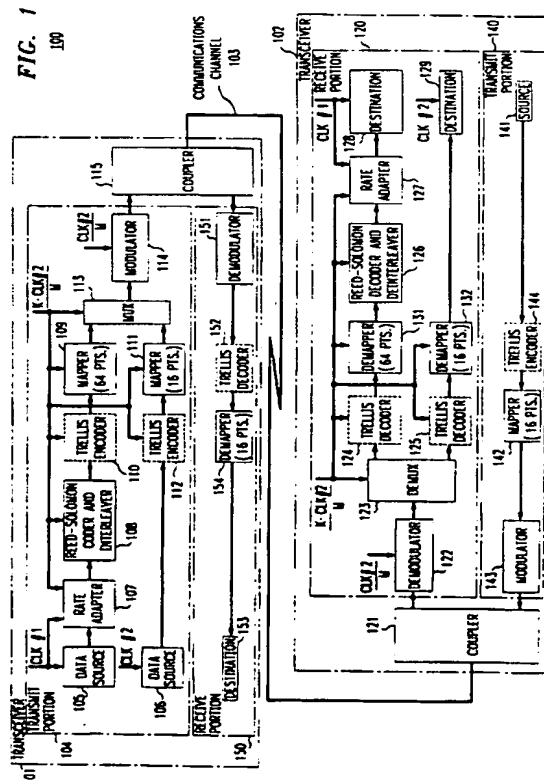 FIG. 1
100
TRANSCEIVER
01
TRANSMIT
PORTION
104
CLK #1
DATA
SOURCE
105
RATE
ADAPTER
107
REED-SOLOMON
CODER AND
INTERLEAVER
108
TRELLIS
ENCODER
110
MAPPER
(64 PTS.)
109
K·CLK#2
M
MUX
113
CLK#2
M
MODULATOR
114
COUPLER
115
COMMUNICATIONS
CHANNEL
103
CLK #2
DATA
SOURCE
106
TRELLIS
ENCODER
112
MAPPER
(16 PTS.)
111
RECEIVE
PORTION
150
DESTINATION
153
DEMAPPER
(16 PTS.)
154
TRELLIS
DECODER
152
DEMODULATOR
151
TRANSCEIVER
102
RECEIVE PORTION
120
COUPLER
121
CLK#2
M
DEMODULATOR
122
K·CLK#2
M
DEMUX
123
TRELLIS
DECODER
124
DEMAPPER
(64 PTS.)
131
REED-SOLOMON
DECODER AND
DEINTERLEAVER
126
RATE
ADAPTER
127
CLK #1
DESTINATION
128
TRELLIS
DECODER
125
DEMAPPER
(16 PTS.)
132
CLK #2
DESTINATION
129
TRANSMIT
PORTION
140
SOURCE
141
TRELLIS
ENCODER
144
MAPPER
(16 PTS.)
142
MODULATOR
143